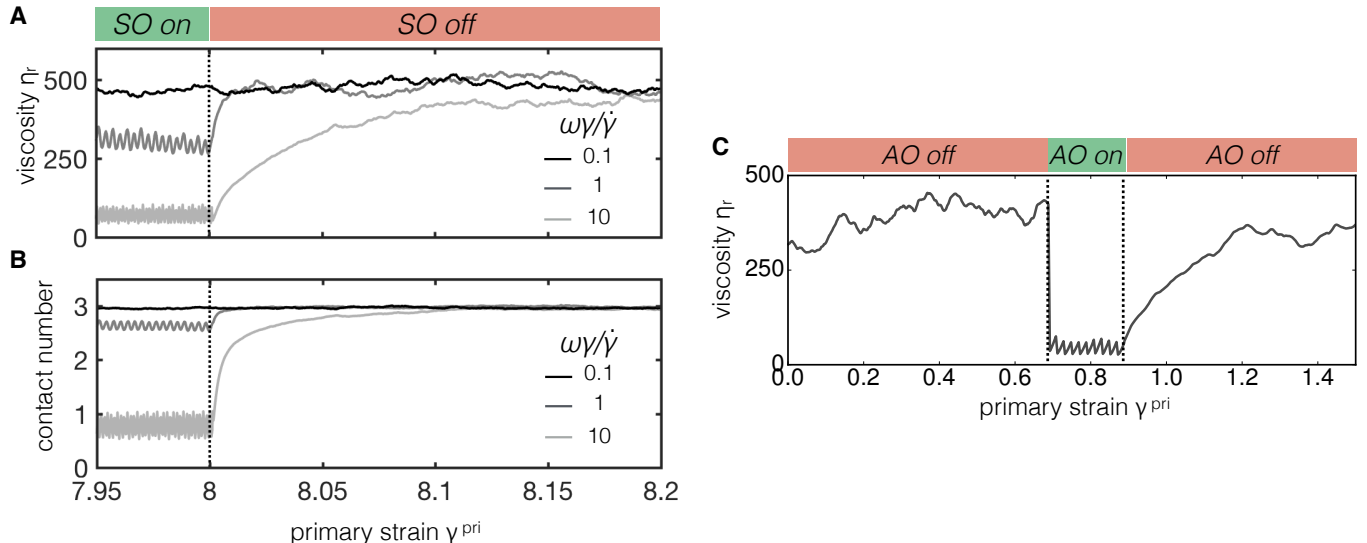 A
SO on
SO off
viscosity ηr
500
250
0
ωγ/γ̇
0.1
1
10
B
contact number
3
2
1
0
ωγ/γ̇
0.1
1
10
7.95
8
8.05
8.1
8.15
8.2
primary strain γ pri
C
AO off
AO on
AO off
viscosity ηr
500
250
0
0.0
0.2
0.4
0.6
0.8
1.0
1.2
1.4
primary strain γ pri